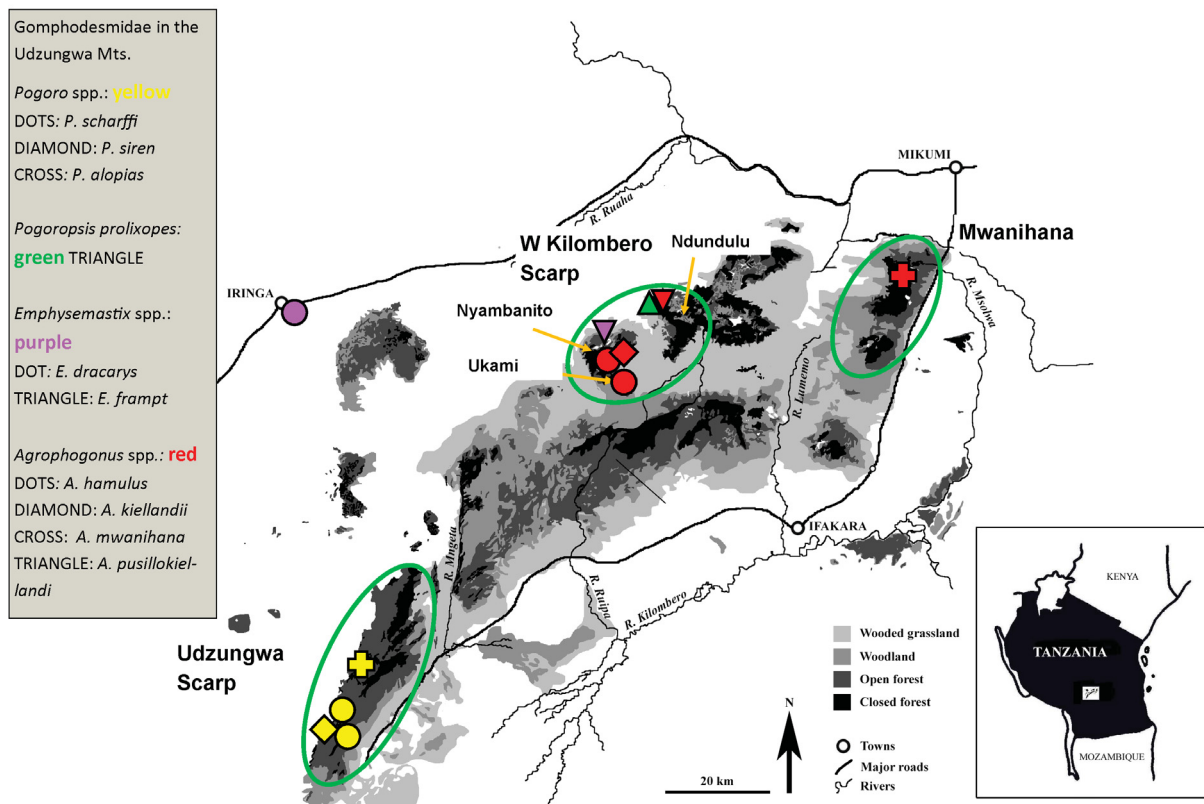 Gomphodesmidae in the
Udzungwa Mts.
Pogoro spp.: yellow
DOTS: P. scharffi
DIAMOND: P. siren
CROSS: P. alopias
Pogoropsis prolixopes:
green TRIANGLE
Emphysemastix spp.:
purple
DOT: E. dracarys
TRIANGLE: E. frampt
Agrophogonus spp.: red
DOTS: A. hamulus
DIAMOND: A. kiellandii
CROSS: A. mwanihana
TRIANGLE: A. pusillokiel-
landi
MIKUMI
R. Ruaha
Mwanihana
W Kilombero
Scarp
Ndundulu
IRINGA
Nyambanito
R. Msolwa
Ukami
R. Lumemo
IFAKARA
R. Mngeta
R. Ruipa
R. Kilombero
Udzungwa
Scarp
Wooded grassland
Woodland
Open forest
Closed forest
N
Towns
Major roads
Rivers
20 km
KENYA
TANZANIA
MOZAMBIQUE